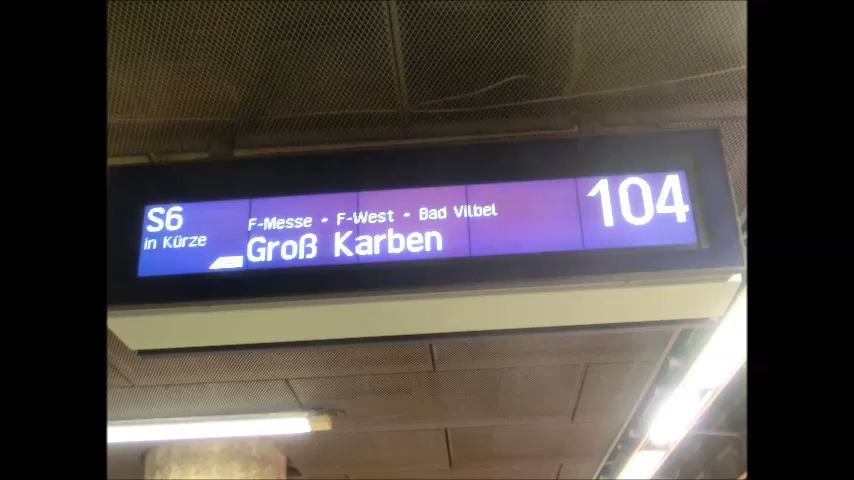 S6
in Kürze
F-Messe • F-West • Bad Vilbel
Groß Karben
104